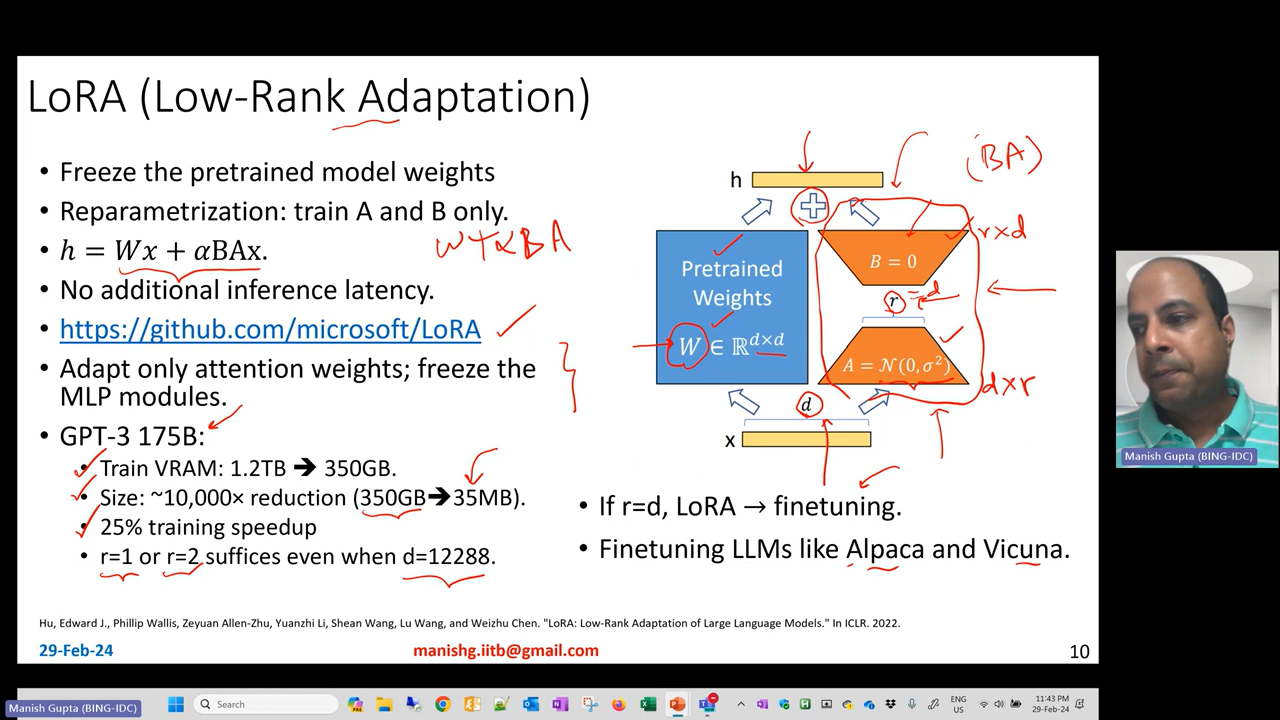 LoRA (Low-Rank Adaptation)
• Freeze the pretrained model weights
• Reparametrization: train A and B only.
• h = Wx + αBAx.
W+αBA
• No additional inference latency.
• https://github.com/microsoft/LoRA
• Adapt only attention weights; freeze the
MLP modules.
• GPT-3 175B:
• Train VRAM: 1.2TB ➔ 350GB.
• Size: ~10,000× reduction (350GB➔35MB).
• 25% training speedup
• r=1 or r=2 suffices even when d=12288.
(BA)
h
r×d
Pretrained
Weights
W ∈ ℝ^{d×d}
B = 0
r = d
A = 𝒩(0, σ²)
d×r
d
x
• If r=d, LoRA → finetuning.
• Finetuning LLMs like Alpaca and Vicuna.
Hu, Edward J., Phillip Wallis, Zeyuan Allen-Zhu, Yuanzhi Li, Shean Wang, Lu Wang, and Weizhu Chen. "LoRA: Low-Rank Adaptation of Large Language Models." In ICLR. 2022.
29-Feb-24
manishg.iitb@gmail.com
10
Manish Gupta (BING-IDC)
Manish Gupta (BING-IDC)
Search
ENG
US
11:43 PM
29-Feb-24